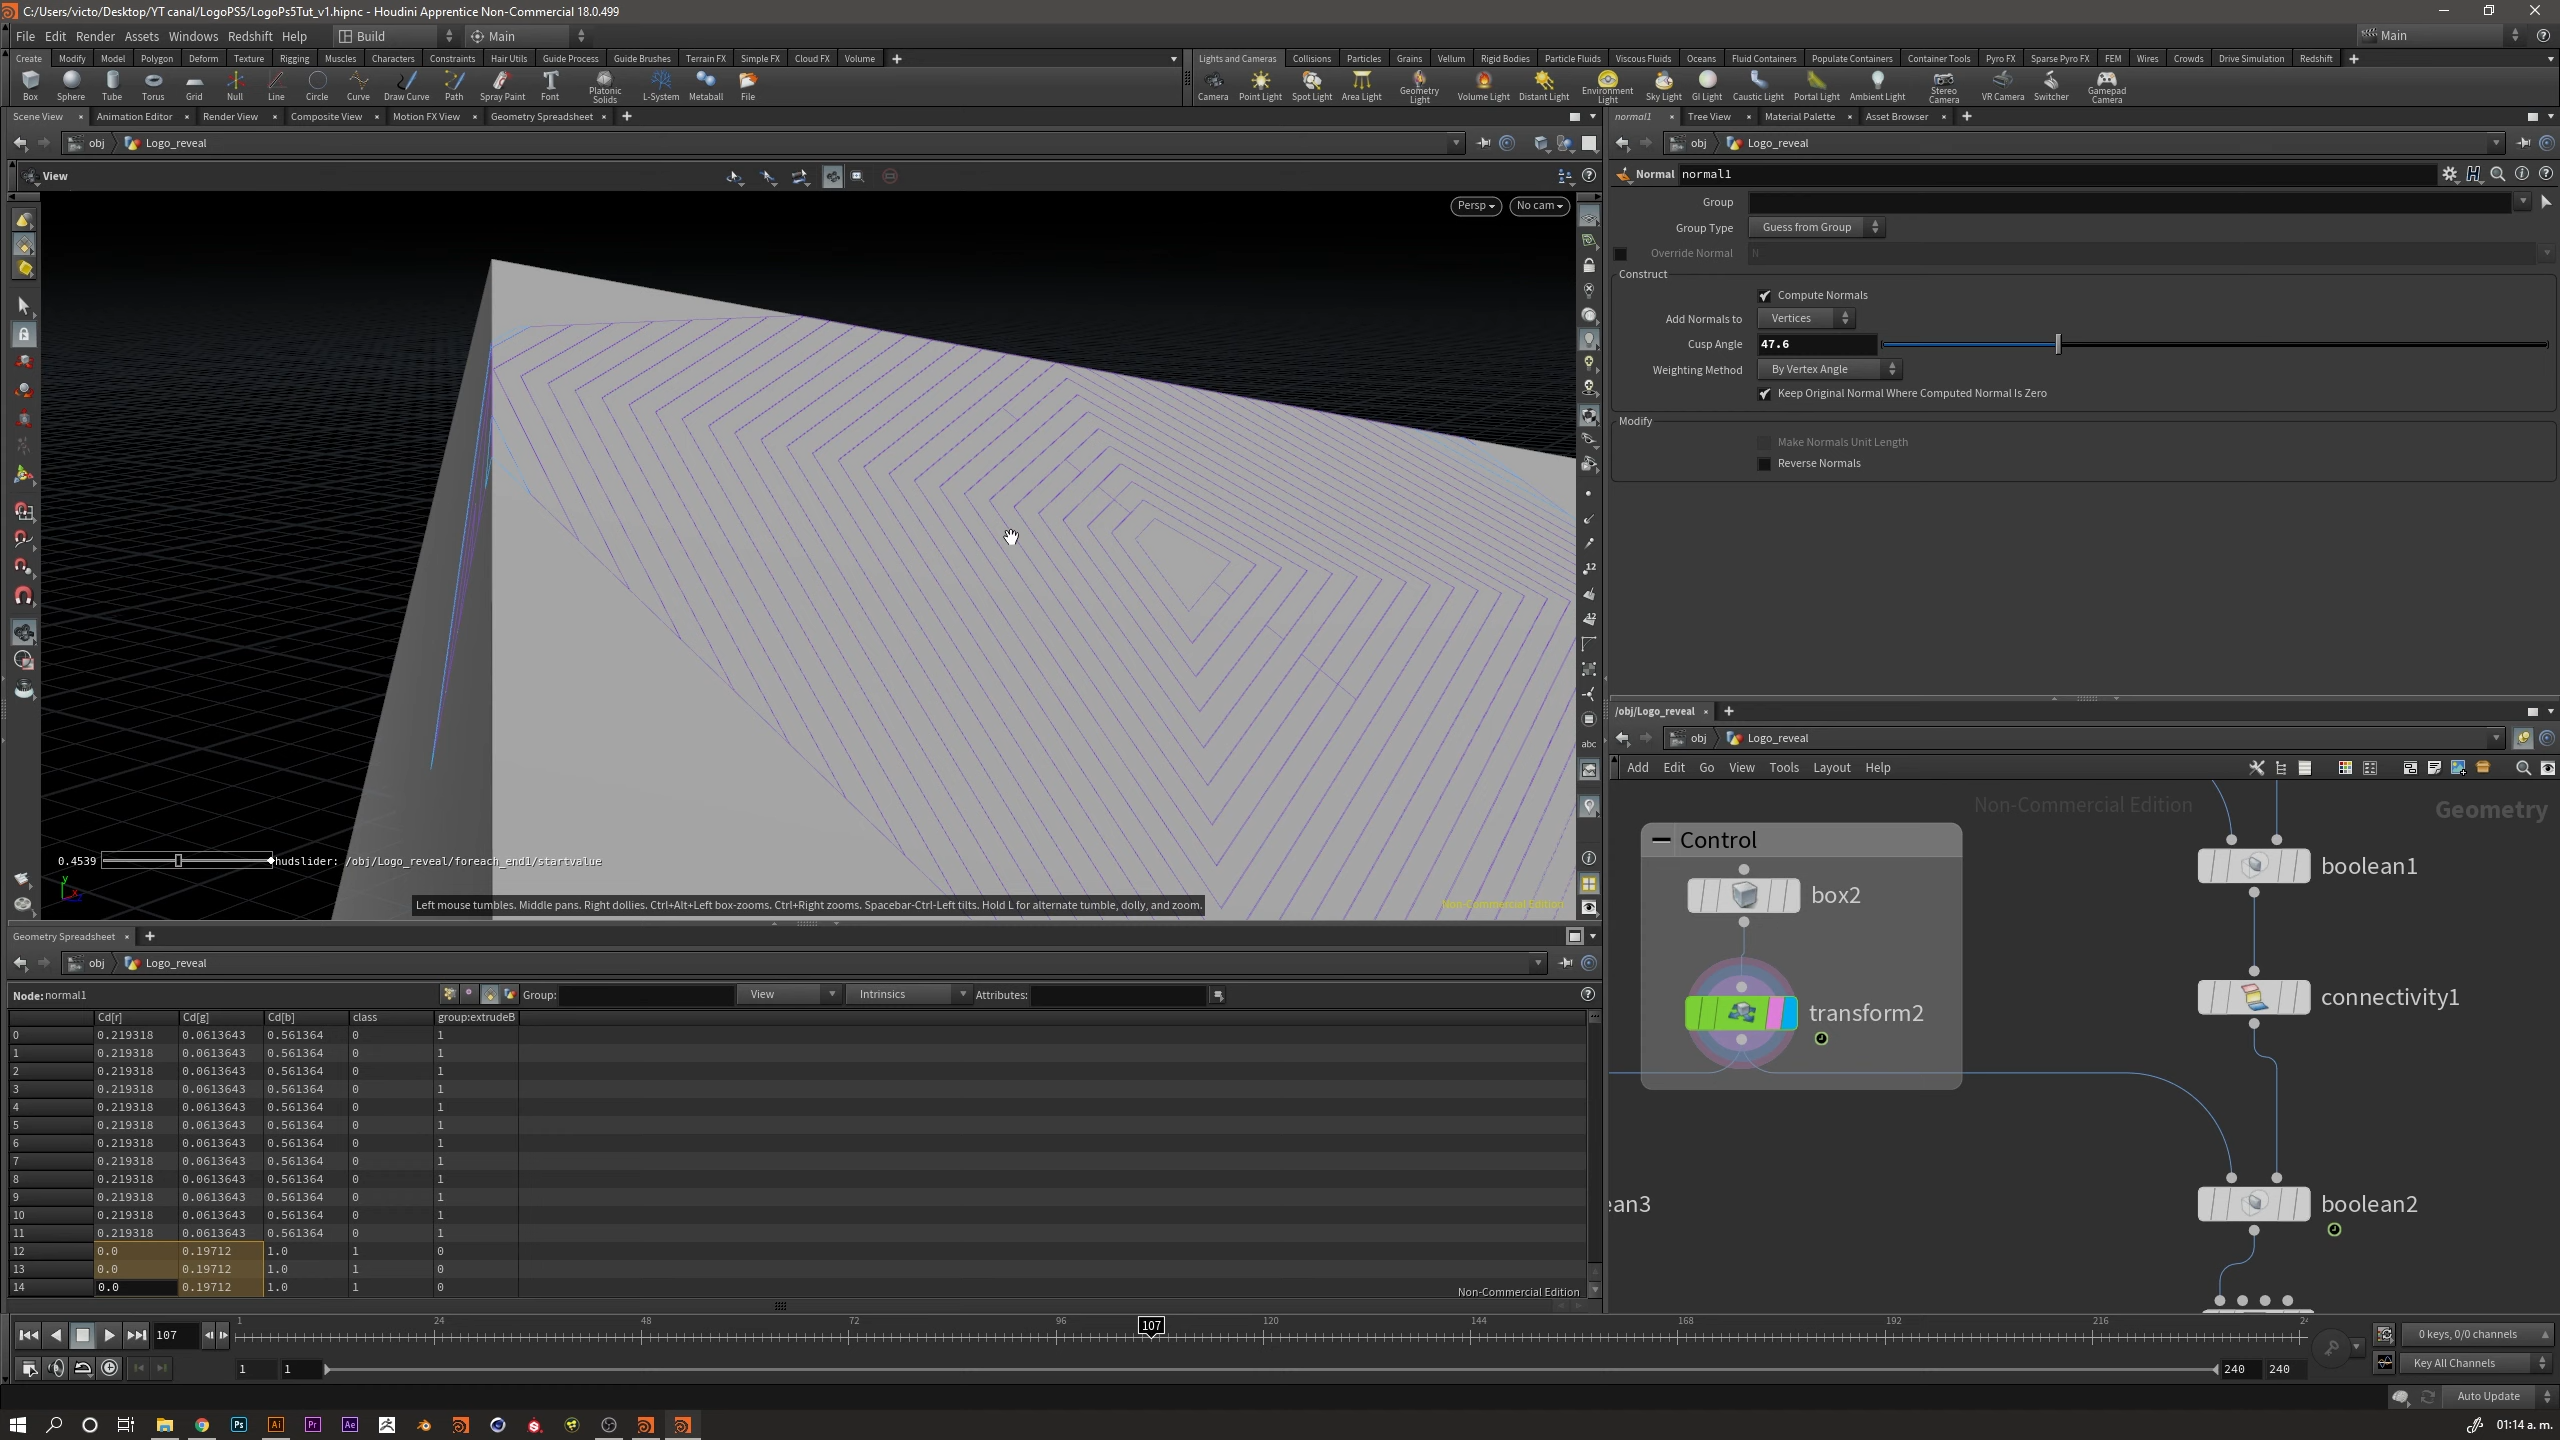 C:/Users/victo/Desktop/YT canal/LogoPS5/LogoPs5Tut_v1.hipnc - Houdini Apprentice Non-Commercial 18.0.499
File Edit Render Assets Windows Redshift Help Build Main Main
Create Modify Model Polygon Deform Texture Rigging Muscles Characters Constraints Hair Utils Guide Process Guide Brushes Terrain FX Simple FX Cloud FX Volume
Lights and Cameras Collisions Particles Grains Vellum Rigid Bodies Particle Fluids Viscous Fluids Oceans Fluid Containers Populate Containers Container Tools Pyro FX Sparse Pyro FX FEM Wires Crowds Drive Simulation Redshift
Box Sphere Tube Torus Grid Null Line Circle Curve Draw Curve Path Spray Paint Font Platonic Solids L-System Metaball File
Camera Point Light Spot Light Area Light Geometry Light Volume Light Distant Light Environment Light Sky Light GI Light Caustic Light Portal Light Ambient Light Stereo Camera VR Camera Switcher Gamepad Camera
Scene View Animation Editor Render View Composite View Motion FX View Geometry Spreadsheet
normal1 Tree View Material Palette Asset Browser
obj Logo_reveal
obj Logo_reveal
View
Persp No cam
Normal normal1
Group
Group Type Guess from Group
Override Normal N
Construct
Compute Normals
Add Normals to Vertices
Cusp Angle 47.6
Weighting Method By Vertex Angle
Keep Original Normal Where Computed Normal Is Zero
Modify
Make Normals Unit Length
Reverse Normals
12
12
abc
0.4539 hudslider: /obj/Logo_reveal/foreach_end1/startvalue
y x
Left mouse tumbles. Middle pans. Right dollies. Ctrl+Alt+Left box-zooms. Ctrl+Right zooms. Spacebar-Ctrl-Left tilts. Hold L for alternate tumble, dolly, and zoom.
Non-Commercial Edition
/obj/Logo_reveal
obj Logo_reveal
Add Edit Go View Tools Layout Help
Non-Commercial Edition
Geometry
Control
box2
transform2
boolean1
connectivity1
boolean2
ean3
Geometry Spreadsheet
obj Logo_reveal
Node: normal1 Group: View Intrinsics Attributes:
Cd[r] Cd[g] Cd[b] class group:extrudeB
0 0.219318 0.0613643 0.561364 0 1
1 0.219318 0.0613643 0.561364 0 1
2 0.219318 0.0613643 0.561364 0 1
3 0.219318 0.0613643 0.561364 0 1
4 0.219318 0.0613643 0.561364 0 1
5 0.219318 0.0613643 0.561364 0 1
6 0.219318 0.0613643 0.561364 0 1
7 0.219318 0.0613643 0.561364 0 1
8 0.219318 0.0613643 0.561364 0 1
9 0.219318 0.0613643 0.561364 0 1
10 0.219318 0.0613643 0.561364 0 1
11 0.219318 0.0613643 0.561364 0 1
12 0.0 0.19712 1.0 1 0
13 0.0 0.19712 1.0 1 0
14 0.0 0.19712 1.0 1 0
Non-Commercial Edition
107 1 24 48 72 96 107 120 144 168 192 216 24
0 keys, 0/0 channels
1 1 240 240 Key All Channels
Auto Update
Ps Ai Pr Ae
01:14 a. m.